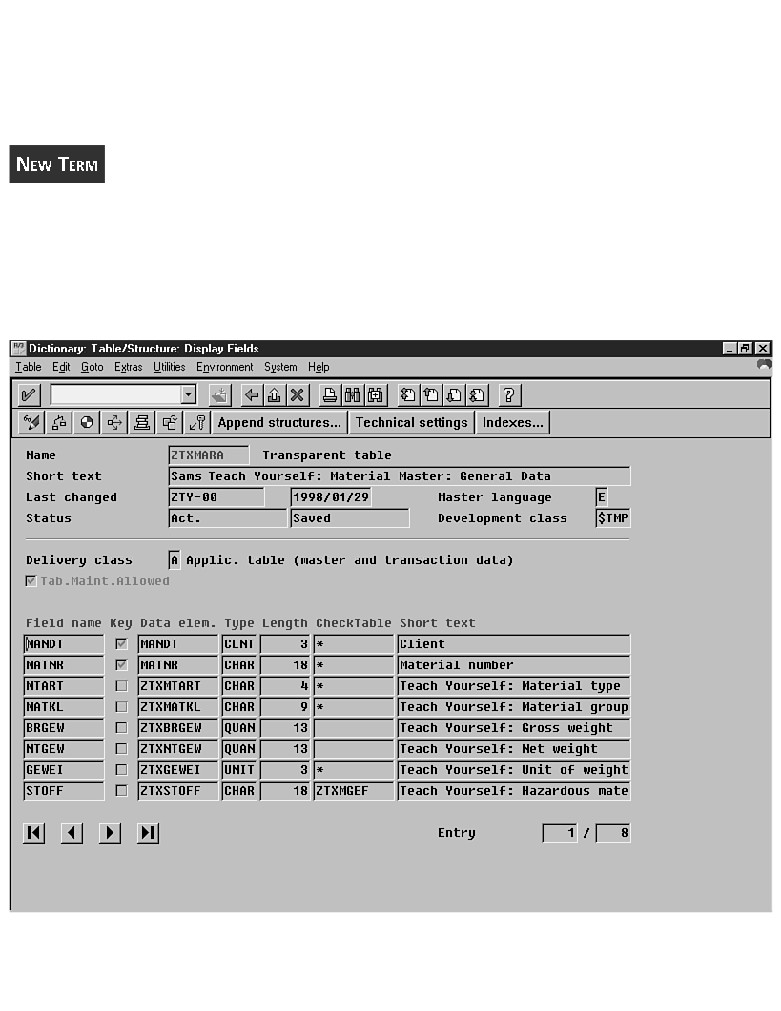 NEW TERM
Dictionary: Table/Structure: Display Fields
Table Edit Goto Extras Utilities Environment System Help
Append structures... Technical settings Indexes...
Name ZTXMARA Transparent table
Short text Sams Teach Yourself: Material Master: General Data
Last changed ZTY-00 1998/01/29 Master language E
Status Act. Saved Development class $TMP
Delivery class A Applic. table (master and transaction data)
Tab.Maint.Allowed
Field name Key Data elem. Type Length CheckTable Short text
MANDT MANDT CLNT 3 * Client
MATNR MATNR CHAR 18 * Material number
MTART ZTXMTART CHAR 4 * Teach Yourself: Material type
MATKL ZTXMATKL CHAR 9 * Teach Yourself: Material group
BRGEW ZTXBRGEW QUAN 13 Teach Yourself: Gross weight
NTGEW ZTXNTGEW QUAN 13 Teach Yourself: Net weight
GEWEI ZTXGEWEI UNIT 3 * Teach Yourself: Unit of weight
STOFF ZTXSTOFF CHAR 18 ZTXMGEF Teach Yourself: Hazardous mate
Entry 1 / 8